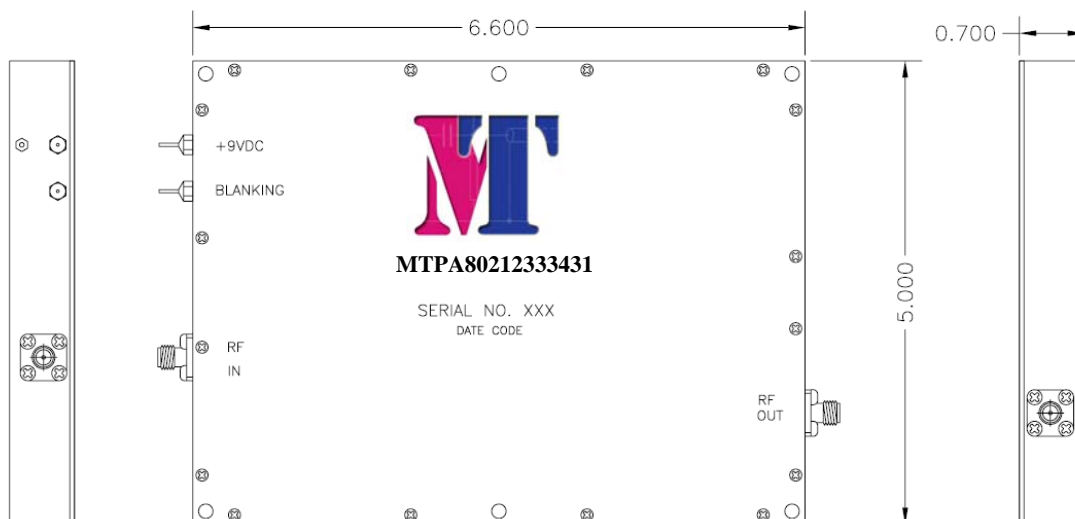 6.600
0.700
+9VDC
BLANKING
MT
MTPA80212333431
SERIAL NO. XXX
DATE CODE
5.000
RF
IN
RF
OUT